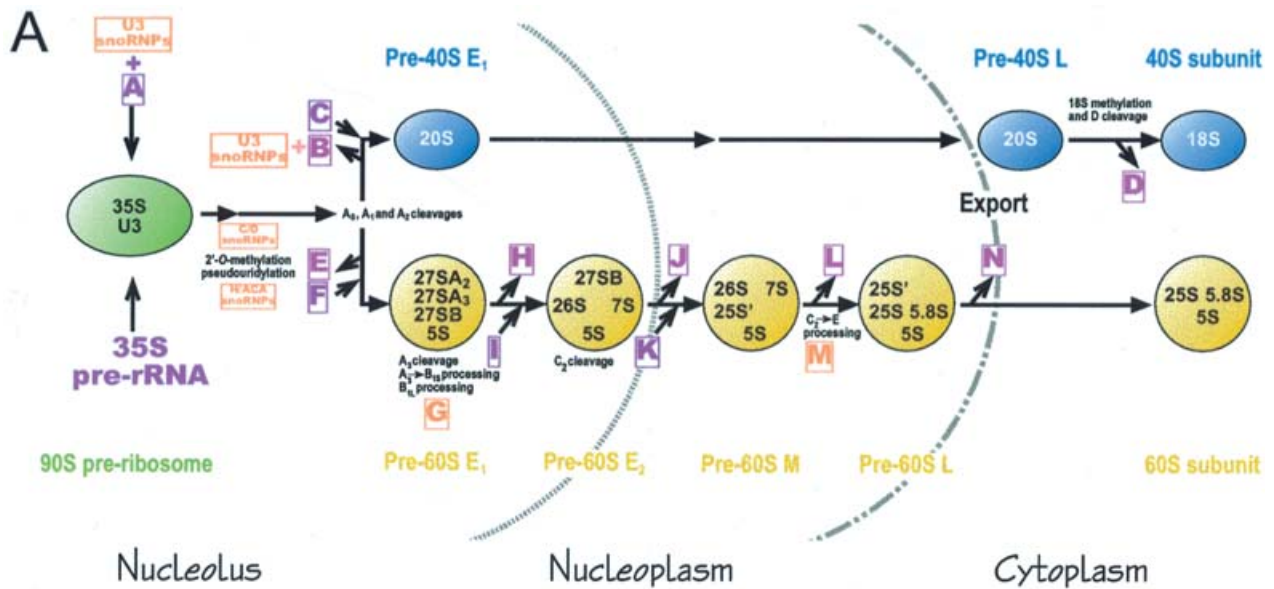 A
U3
snoRNPs
+
A
Pre-40S E1
Pre-40S L
40S subunit
C
U3
snoRNPs
+ B
20S
20S
18S methylation
and D cleavage
18S
D
35S
U3
A0, A1 and A2 cleavages
Export
C/D
snoRNPs
2'-O-methylation
pseudouridylation
H/ACA
snoRNPs
E
F
27SA2
27SA3
27SB
5S
H
I
27SB
26S 7S
5S
J
K
26S 7S
25S'
5S
L
C2→E
processing
M
25S'
25S 5.8S
5S
N
25S 5.8S
5S
35S
pre-rRNA
A3 cleavage
A3→B1S processing
B1L processing
G
C2 cleavage
90S pre-ribosome
Pre-60S E1
Pre-60S E2
Pre-60S M
Pre-60S L
60S subunit
Nucleolus
Nucleoplasm
Cytoplasm